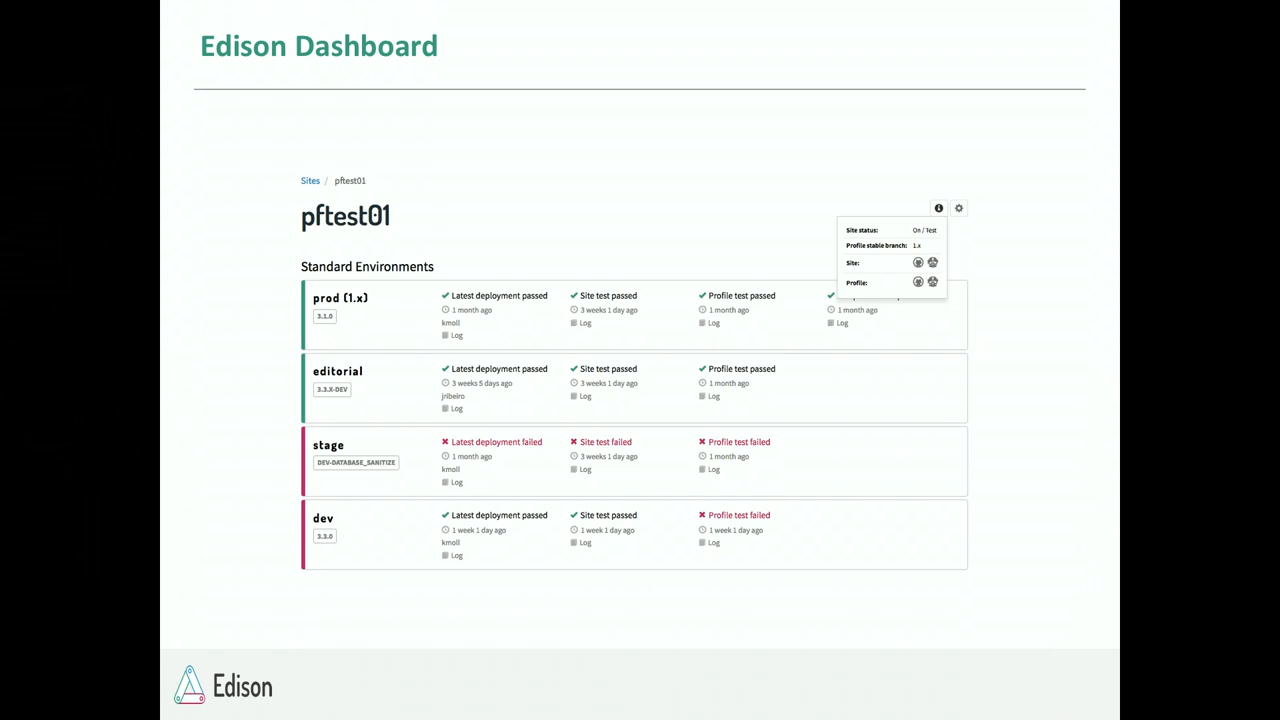 Edison Dashboard
Sites / pftest01
pftest01
Site status: On / Test
Profile stable branch: 1.x
Site:
Profile:
Standard Environments
prod (1.x)
3.1.0
Latest deployment passed
1 month ago
kmoll
Log
Site test passed
3 weeks 1 day ago
Log
Profile test passed
1 month ago
Log
1 month ago
Log
editorial
3.3.X-DEV
Latest deployment passed
3 weeks 5 days ago
jribeiro
Log
Site test passed
3 weeks 1 day ago
Log
Profile test passed
1 month ago
Log
stage
DEV-DATABASE_SANITIZE
Latest deployment failed
1 month ago
kmoll
Log
Site test failed
3 weeks 1 day ago
Log
Profile test failed
1 month ago
Log
dev
3.3.0
Latest deployment passed
1 week 1 day ago
kmoll
Log
Site test passed
1 week 1 day ago
Log
Profile test failed
1 week 1 day ago
Log
Edison